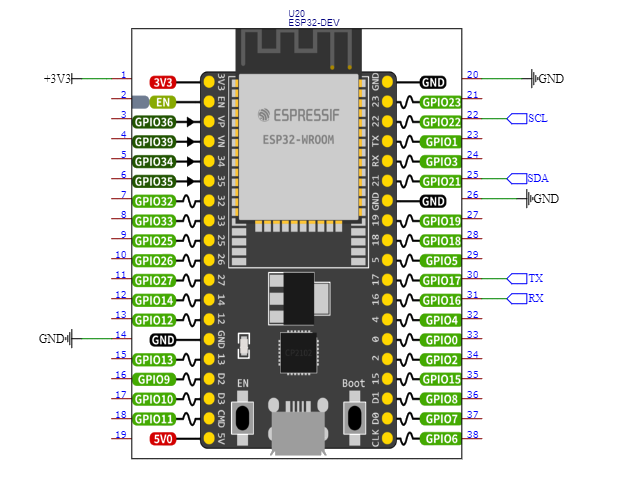 U20
ESP32-DEV
+3V3 1 3V3 3V3 GND GND 20 GND
2 EN EN 23 GPIO23 21
3 GPIO36 VP 22 GPIO22 22 SCL
ESPRESSIF
4 GPIO39 VN TX GPIO1 23
ESP32-WROOM
5 GPIO34 34 RX GPIO3 24
6 GPIO35 35 21 GPIO21 25 SDA
7 GPIO32 32 GND GND 26 GND
8 GPIO33 33 19 GPIO19 27
9 GPIO25 25 18 GPIO18 28
10 GPIO26 26 5 GPIO5 29
11 GPIO27 27 17 GPIO17 30 TX
12 GPIO14 14 16 GPIO16 31 RX
13 GPIO12 12 4 GPIO4 32
GND 14 GND GND 0 GPIO0 33
15 GPIO13 13 2 GPIO2 34
16 GPIO9 D2 15 GPIO15 35
EN Boot
17 GPIO10 D3 D1 GPIO8 36
18 GPIO11 CMD D0 GPIO7 37
19 5V0 5V CLK GPIO6 38